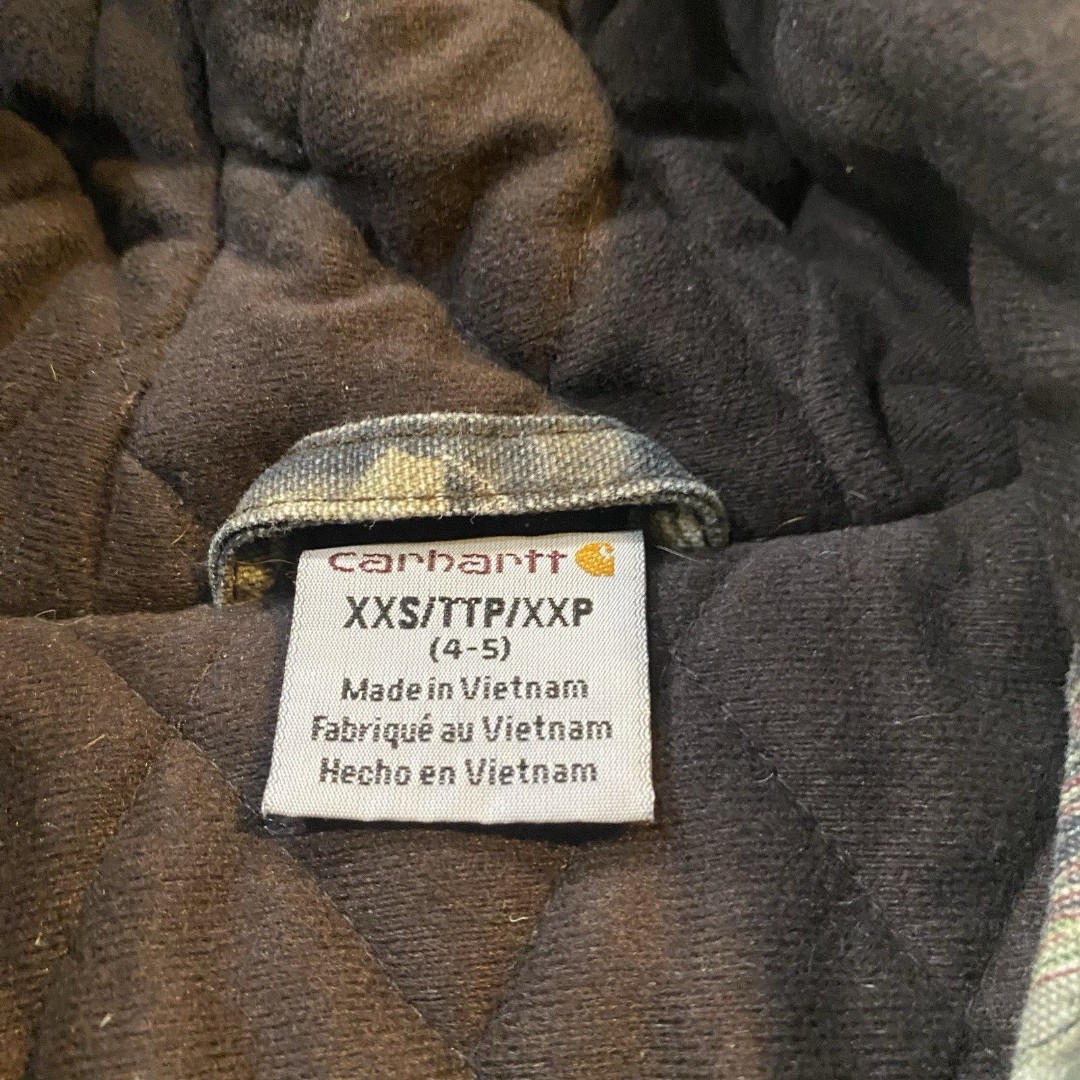 carhartt
XXS/TTP/XXP
(4-5)
Made in Vietnam
Fabriqué au Vietnam
Hecho en Vietnam